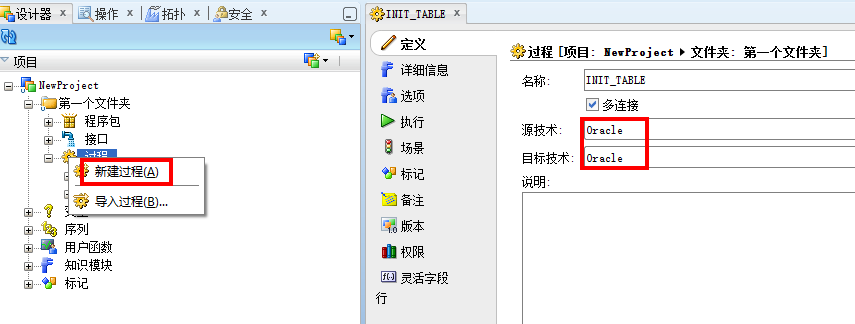 设计器 x 操作 x 拓扑 x 安全 x
项目
NewProject
第一个文件夹
程序包
接口
过程
新建过程(A)
导入过程(B)...
序列
用户函数
知识模块
标记
INIT_TABLE x
定义
详细信息
选项
执行
场景
标记
备注
版本
权限
灵活字段
行
过程 [项目: NewProject ▸ 文件夹: 第一个文件夹]
名称: INIT_TABLE
多连接
源技术: Oracle
目标技术: Oracle
说明: